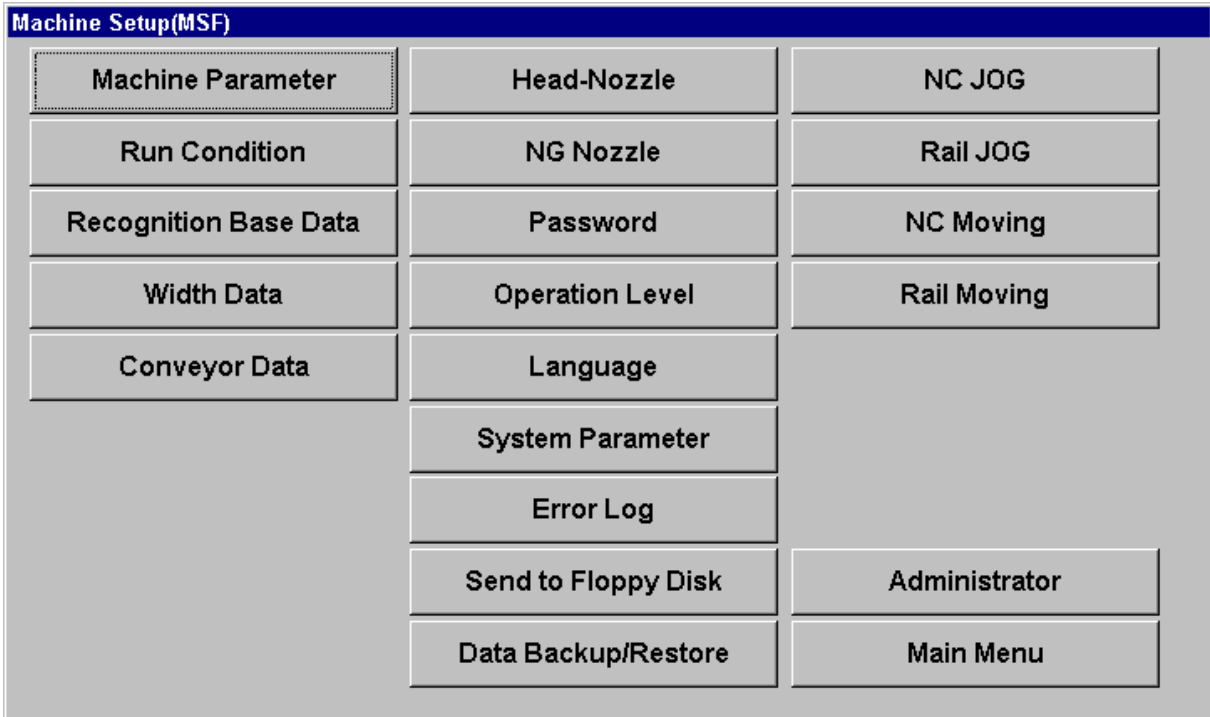 Machine Setup(MSF)
Machine Parameter
Head-Nozzle
NC JOG
Run Condition
NG Nozzle
Rail JOG
Recognition Base Data
Password
NC Moving
Width Data
Operation Level
Rail Moving
Conveyor Data
Language
System Parameter
Error Log
Send to Floppy Disk
Administrator
Data Backup/Restore
Main Menu